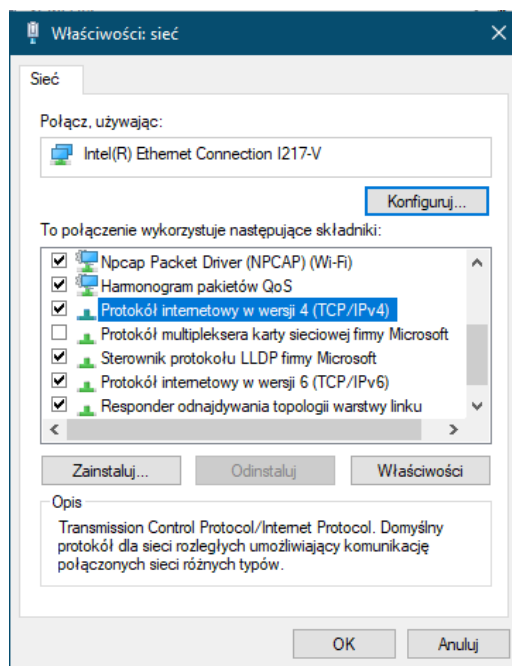 Właściwości: sieć
Sieć
Połącz, używając:
Intel(R) Ethernet Connection I217-V
Konfiguruj...
To połączenie wykorzystuje następujące składniki:
Npcap Packet Driver (NPCAP) (Wi-Fi)
Harmonogram pakietów QoS
Protokół internetowy w wersji 4 (TCP/IPv4)
Protokół multipleksera karty sieciowej firmy Microsoft
Sterownik protokołu LLDP firmy Microsoft
Protokół internetowy w wersji 6 (TCP/IPv6)
Responder odnajdywania topologii warstwy linku
Zainstaluj... Odinstaluj Właściwości
Opis
Transmission Control Protocol/Internet Protocol. Domyślny
protokół dla sieci rozległych umożliwiający komunikację
połączonych sieci różnych typów.
OK Anuluj